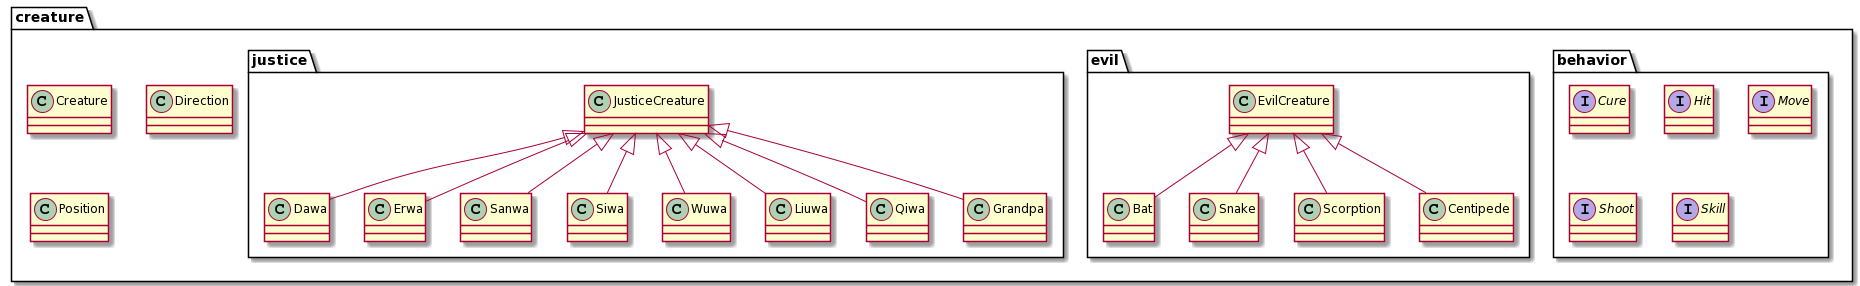 creature
justice
evil
behavior
C Creature
C Direction
C JusticeCreature
C EvilCreature
I Cure
I Hit
I Move
C Position
C Dawa
C Erwa
C Sanwa
C Siwa
C Wuwa
C Liuwa
C Qiwa
C Grandpa
C Bat
C Snake
C Scorption
C Centipede
I Shoot
I Skill